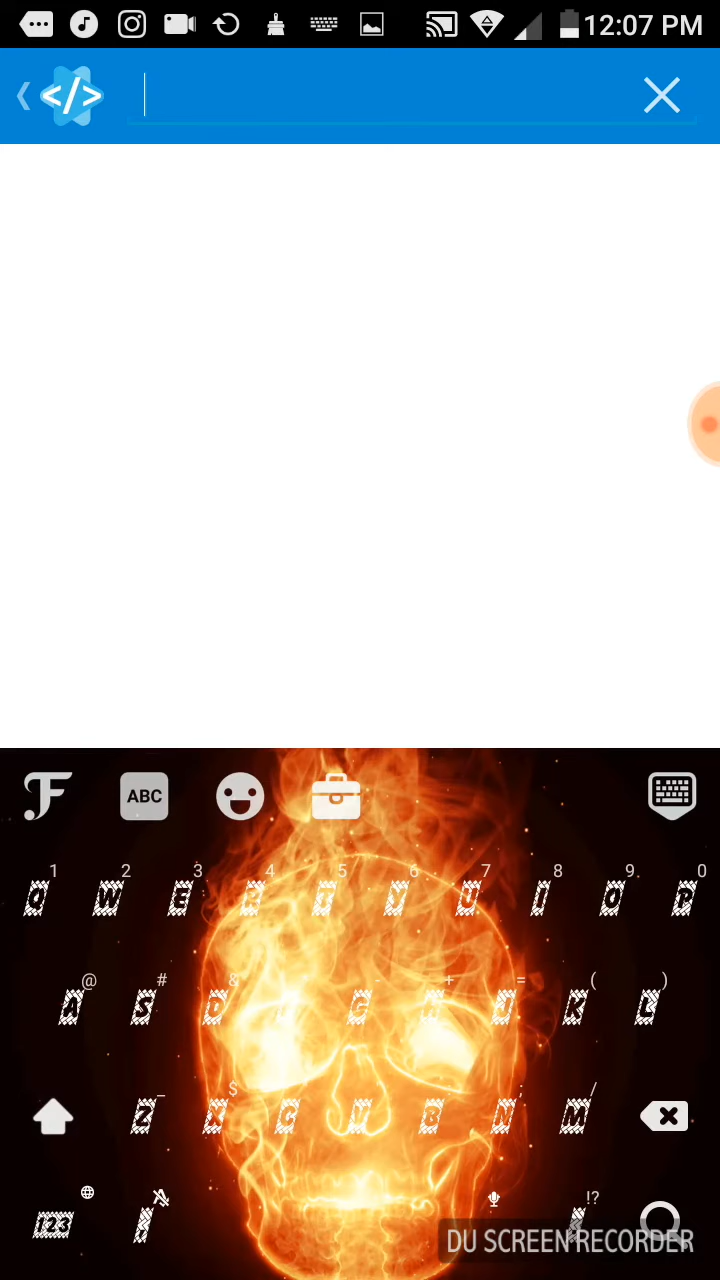 12:07 PM
</>
ABC
1 2 3 4 5 6 7 8 9 0
Q W E R T Y U I O P
@ # & - + = ( )
A S D F G H J K L
_ $ ; /
Z X C V B N M
123 !?
DU SCREEN RECORDER